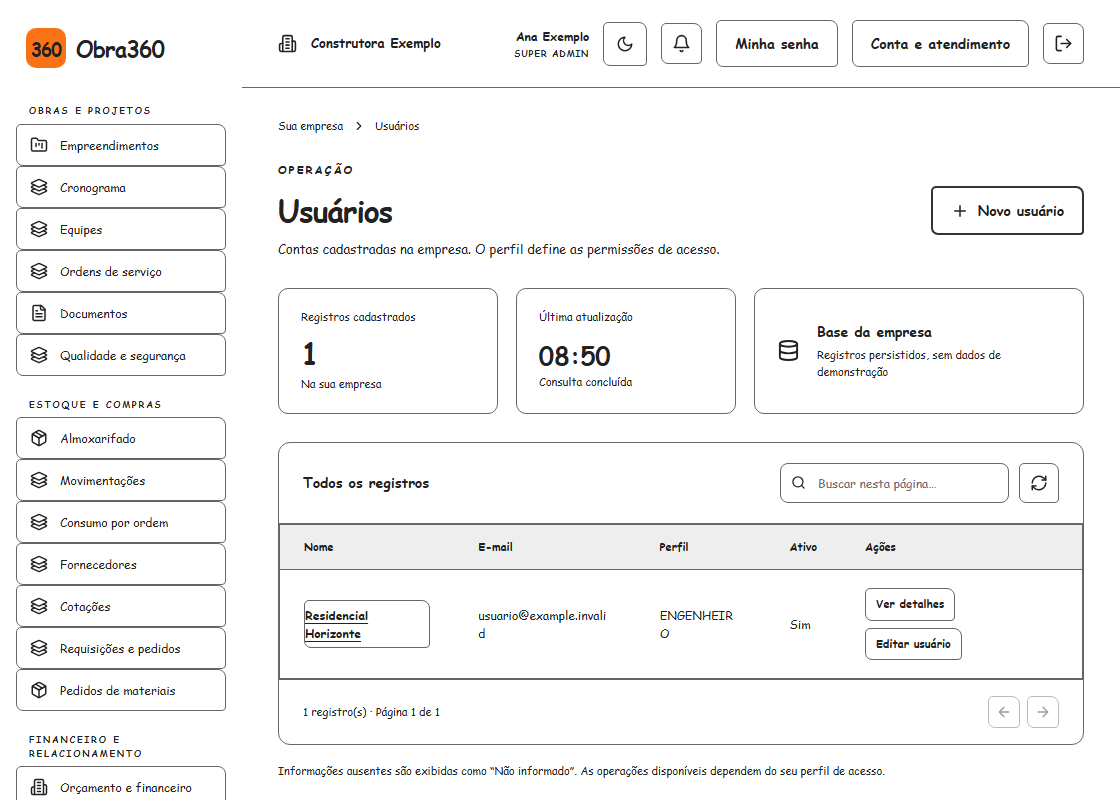 360 Obra360
OBRAS E PROJETOS
Empreendimentos
Cronograma
Equipes
Ordens de serviço
Documentos
Qualidade e segurança
ESTOQUE E COMPRAS
Almoxarifado
Movimentações
Consumo por ordem
Fornecedores
Cotações
Requisições e pedidos
Pedidos de materiais
FINANCEIRO E
RELACIONAMENTO
Orçamento e financeiro
Construtora Exemplo
Ana Exemplo
SUPER ADMIN
Minha senha
Conta e atendimento
Sua empresa
Usuários
OPERAÇÃO
Usuários
Contas cadastradas na empresa. O perfil define as permissões de acesso.
Novo usuário
Registros cadastrados
1
Na sua empresa
Última atualização
08:50
Consulta concluída
Base da empresa
Registros persistidos, sem dados de
demonstração
Todos os registros
Buscar nesta página...
Nome E-mail Perfil Ativo Ações
Residencial
Horizonte
usuario@example.invali
d
ENGENHEIR
O
Sim
Ver detalhes
Editar usuário
1 registro(s) · Página 1 de 1
Informações ausentes são exibidas como “Não informado”. As operações disponíveis dependem do seu perfil de acesso.